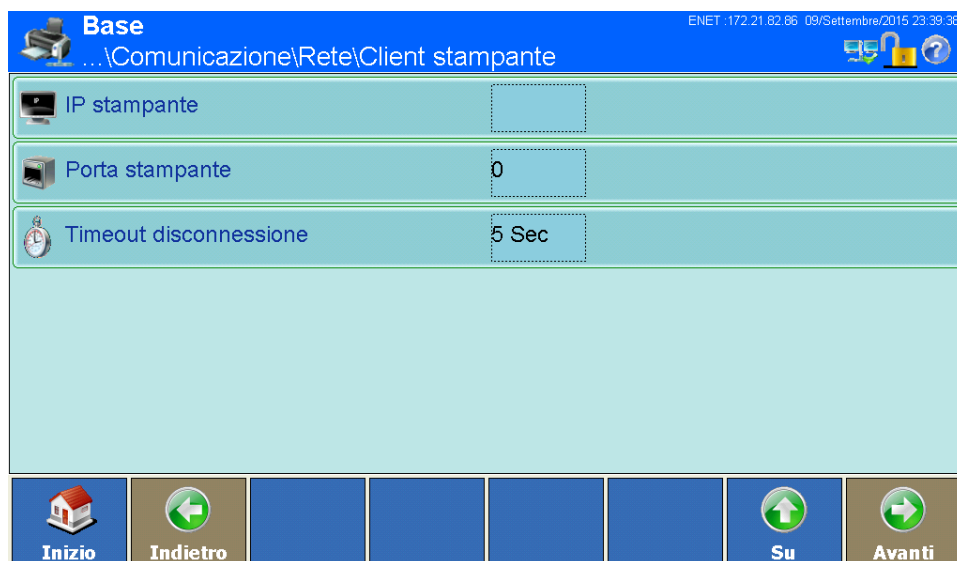 Base
ENET :172.21.82.86 09/Settembre/2015 23:39:38
...\Comunicazione\Rete\Client stampante
IP stampante
Porta stampante 0
Timeout disconnessione 5 Sec
Inizio Indietro Su Avanti